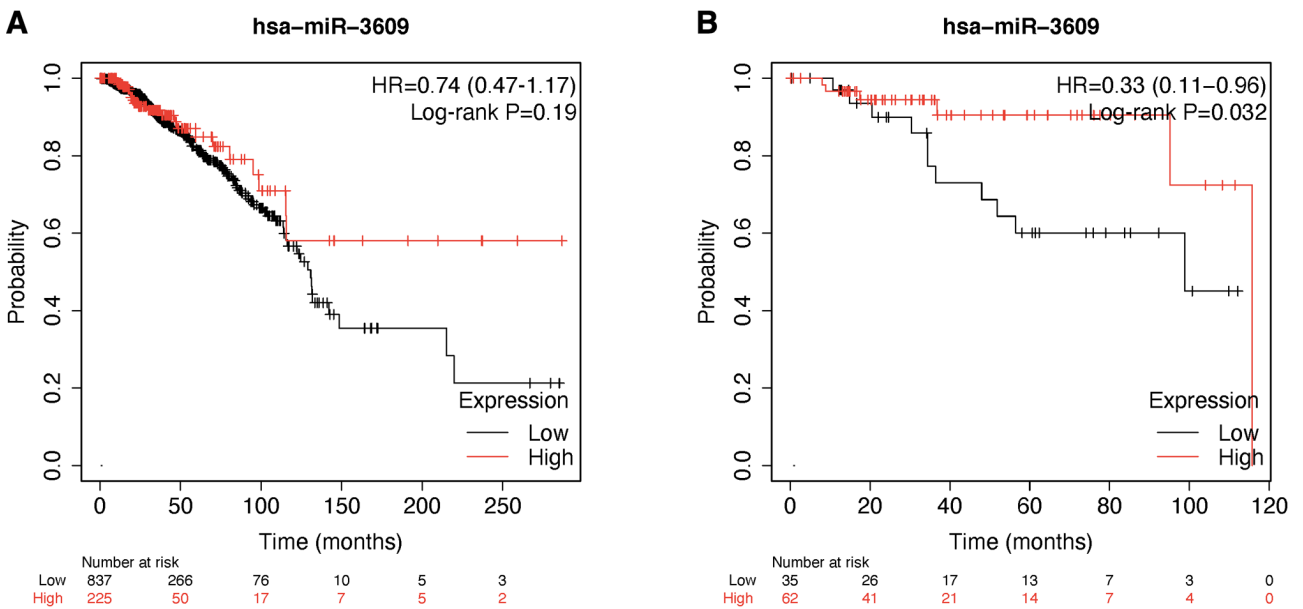 A
hsa-miR-3609
HR=0.74 (0.47-1.17)
Log-rank P=0.19
Probability
1.0
0.8
0.6
0.4
0.2
0.0
Expression
Low
High
0 50 100 150 200 250
Time (months)
Number at risk
Low 837 266 76 10 5 3
High 225 50 17 7 5 2
B
hsa-miR-3609
HR=0.33 (0.11-0.96)
Log-rank P=0.032
Probability
1.0
0.8
0.6
0.4
0.2
0.0
Expression
Low
High
0 20 40 60 80 100 120
Time (months)
Number at risk
Low 35 26 17 13 7 3 0
High 62 41 21 14 7 4 0